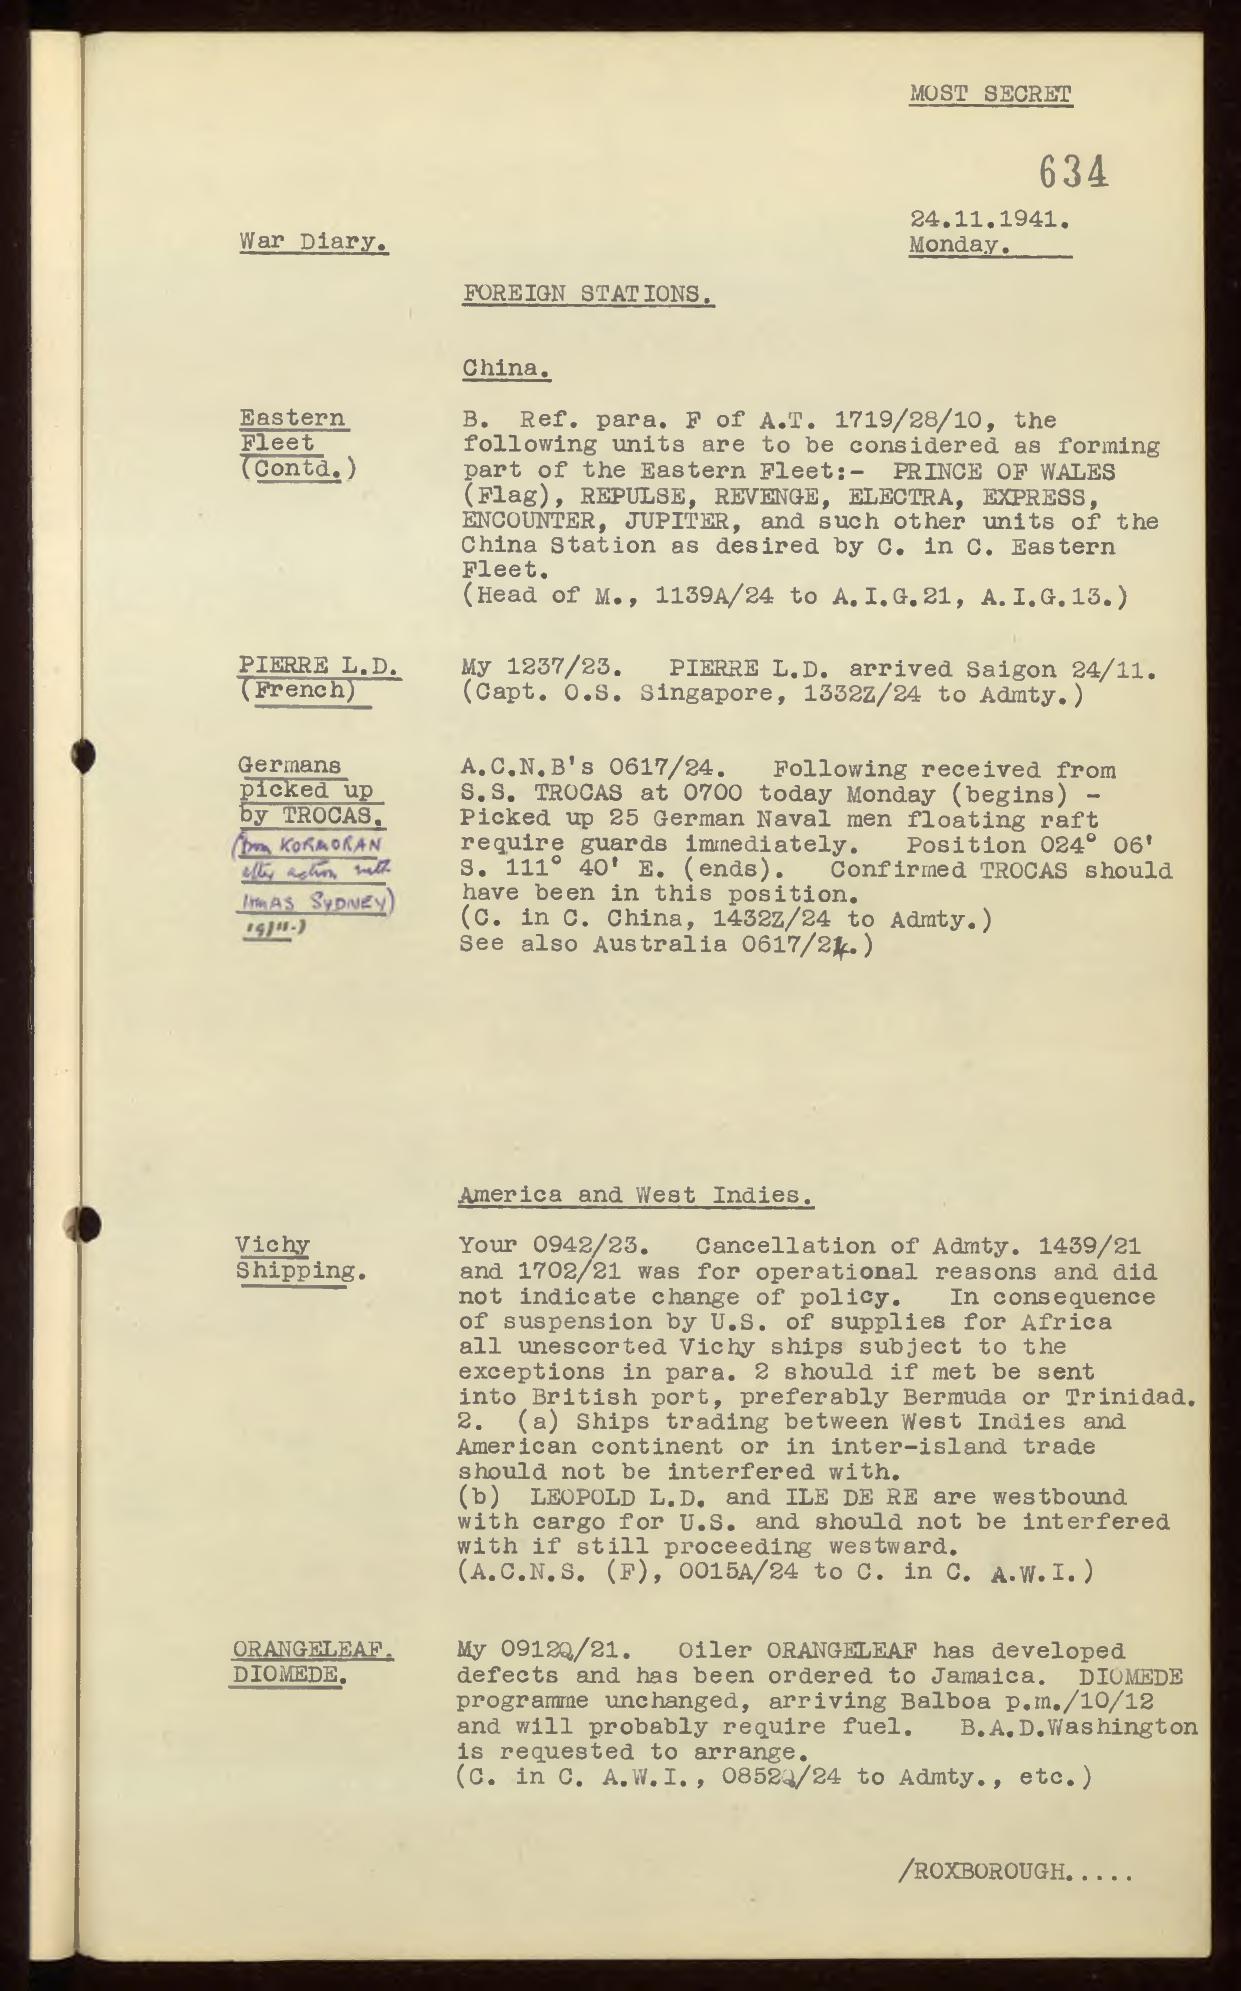 MOST SECRET
634
24.11.1941.
War Diary.
Monday.
FOREIGN STATIONS.
China.
Eastern
Fleet
(Contd.)
B. Ref. para. F of A.T. 1719/28/10, the
following units are to be considered as forming
part of the Eastern Fleet:- PRINCE OF WALES
(Flag), REPULSE, REVENGE, ELECTRA, EXPRESS,
ENCOUNTER, JUPITER, and such other units of the
China Station as desired by C. in C. Eastern
Fleet.
(Head of M., 1139A/24 to A.I.G.21, A.I.G.13.)
PIERRE L.D.
(French)
My 1237/23. PIERRE L.D. arrived Saigon 24/11.
(Capt. O.S. Singapore, 1332Z/24 to Admty.)
Germans
picked up
by TROCAS.
(from KORMORAN
after action with
HMAS SYDNEY)
19/11.)
A.C.N.B's 0617/24. Following received from
S.S. TROCAS at 0700 today Monday (begins) -
Picked up 25 German Naval men floating raft
require guards immediately. Position 024° 06'
S. 111° 40' E. (ends). Confirmed TROCAS should
have been in this position.
(C. in C. China, 1432Z/24 to Admty.)
See also Australia 0617/24.)
America and West Indies.
Vichy
Shipping.
Your 0942/23. Cancellation of Admty. 1439/21
and 1702/21 was for operational reasons and did
not indicate change of policy. In consequence
of suspension by U.S. of supplies for Africa
all unescorted Vichy ships subject to the
exceptions in para. 2 should if met be sent
into British port, preferably Bermuda or Trinidad.
2. (a) Ships trading between West Indies and
American continent or in inter-island trade
should not be interfered with.
(b) LEOPOLD L.D. and ILE DE RE are westbound
with cargo for U.S. and should not be interfered
with if still proceeding westward.
(A.C.N.S. (F), 0015A/24 to C. in C. A.W.I.)
ORANGELEAF.
DIOMEDE.
My 0912Q/21. Oiler ORANGELEAF has developed
defects and has been ordered to Jamaica. DIOMEDE
programme unchanged, arriving Balboa p.m./10/12
and will probably require fuel. B.A.D.Washington
is requested to arrange.
(C. in C. A.W.I., 0852Q/24 to Admty., etc.)
/ROXBOROUGH.....